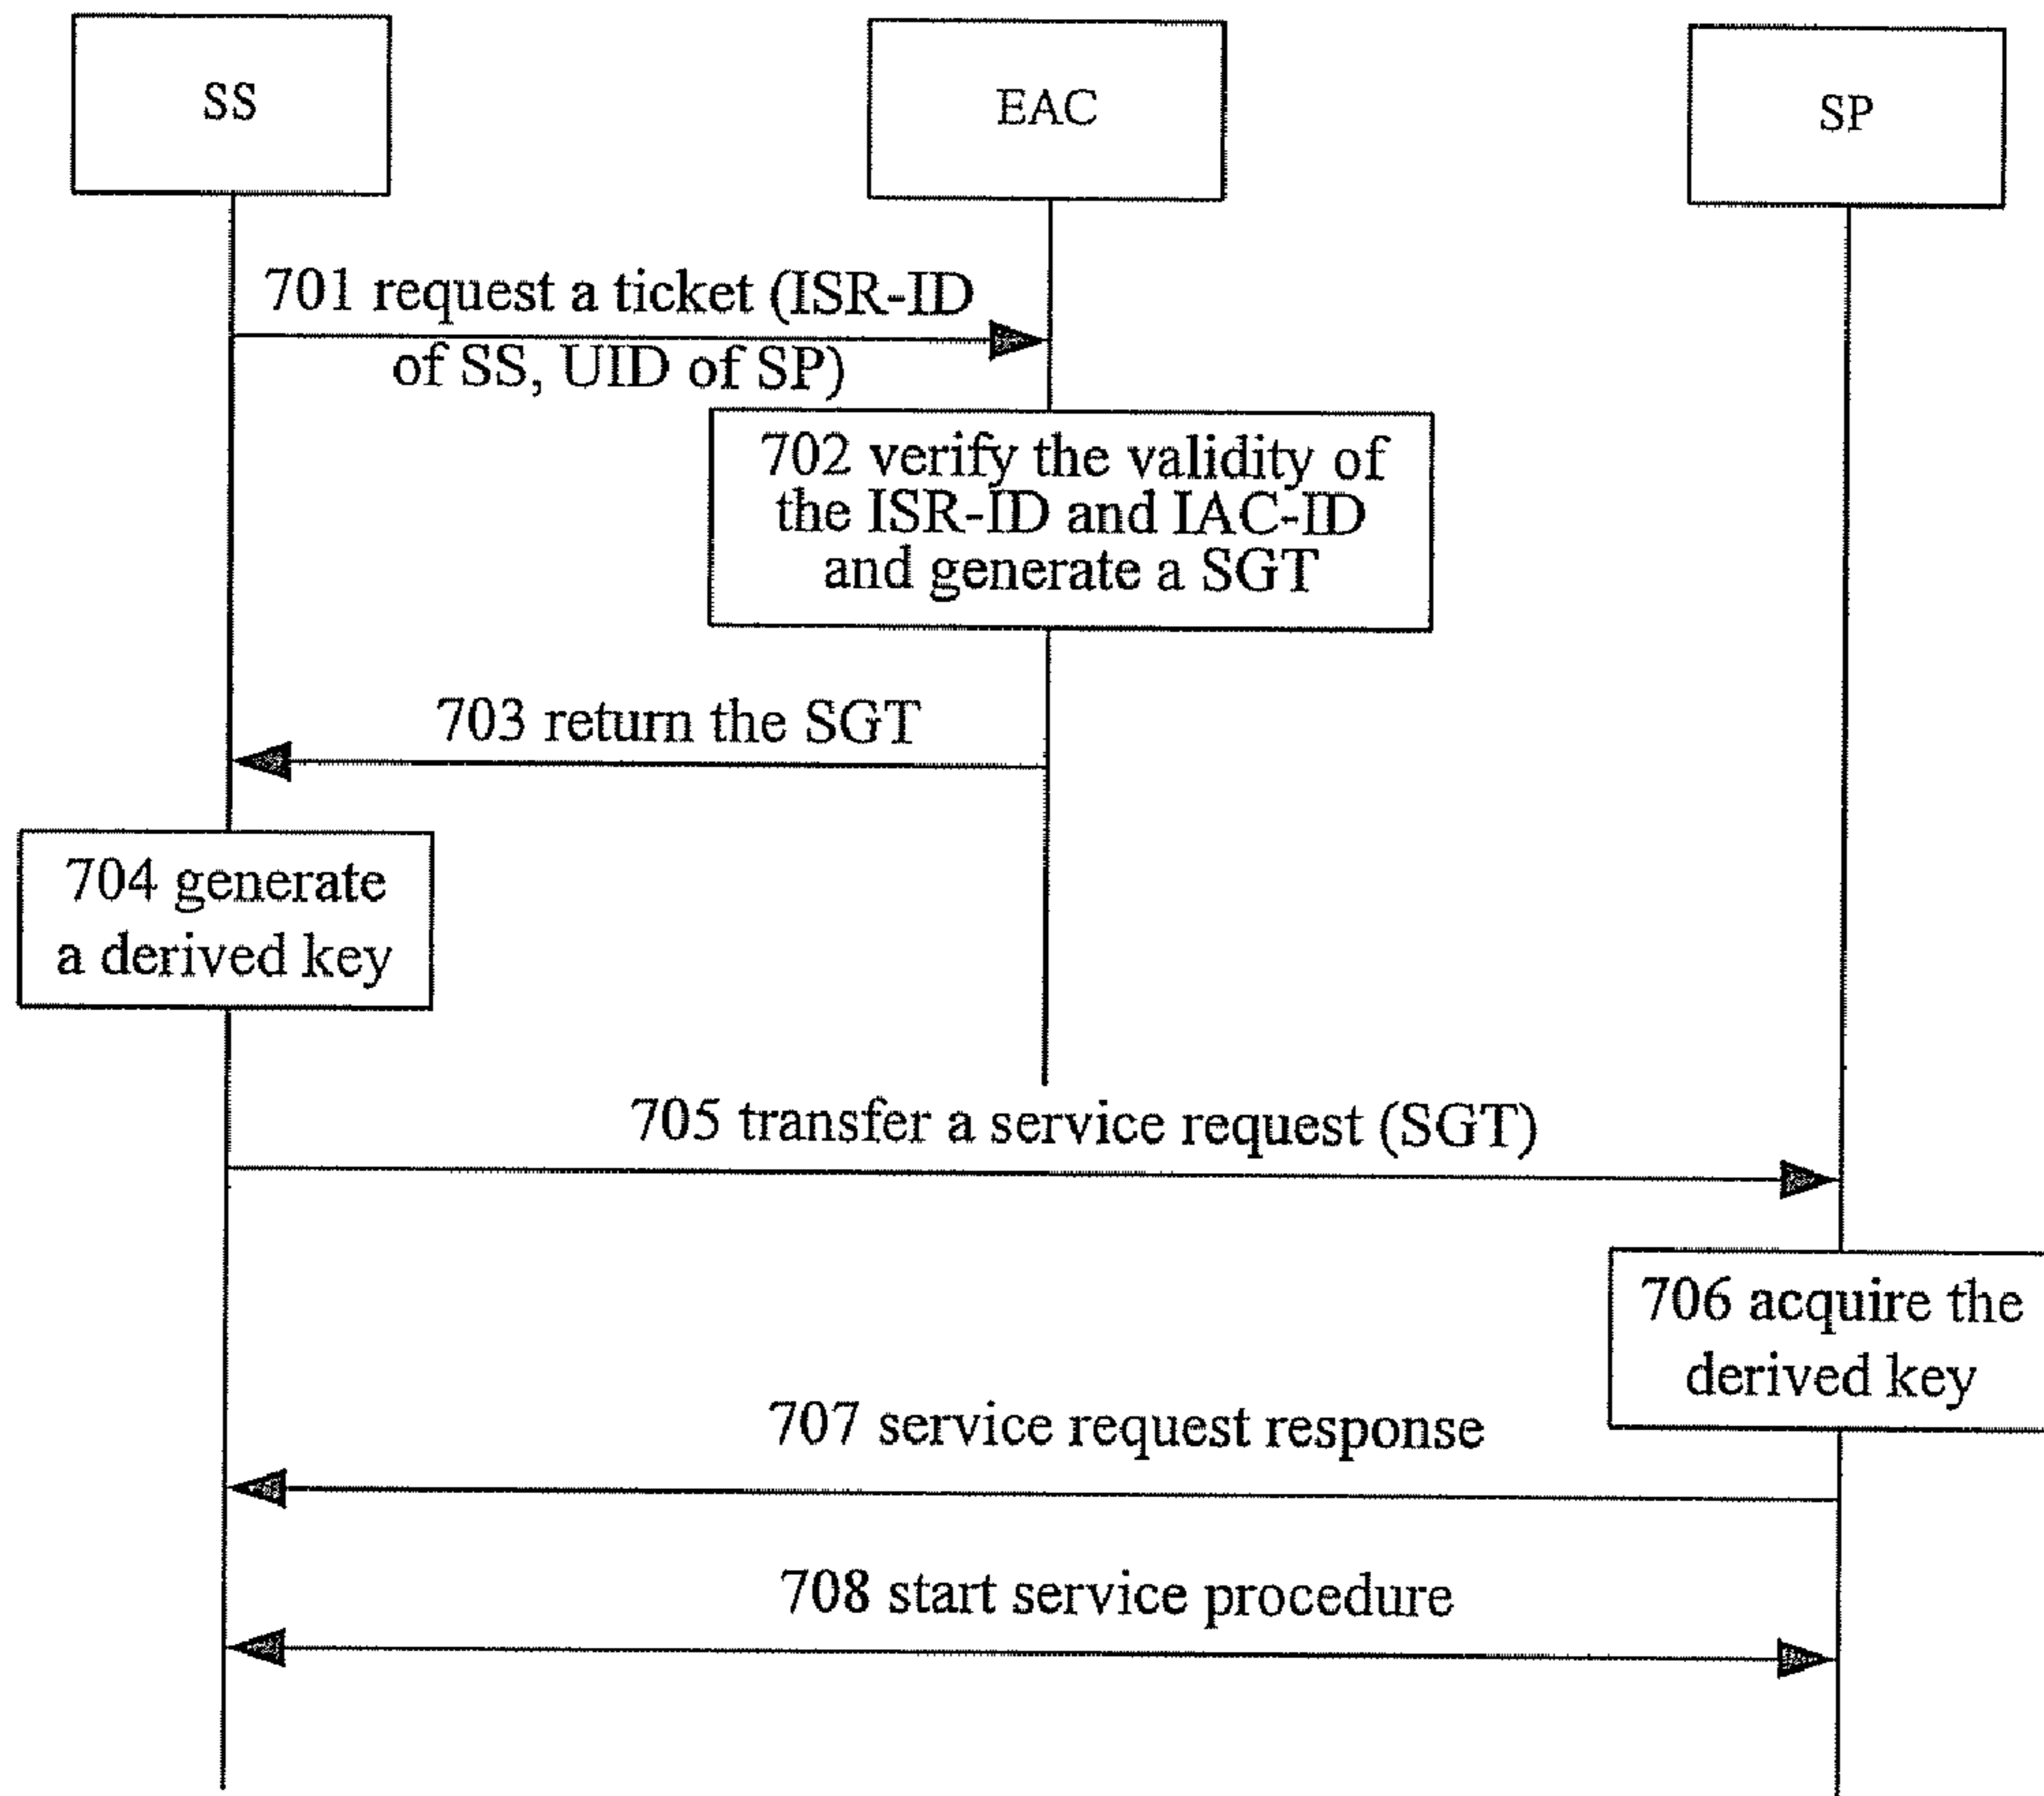 SS
EAC
SP
701 request a ticket (ISR-ID
of SS, UID of SP)
702 verify the validity of
the ISR-ID and IAC-ID
and generate a SGT
703 return the SGT
704 generate
a derived key
705 transfer a service request (SGT)
706 acquire the
derived key
707 service request response
708 start service procedure